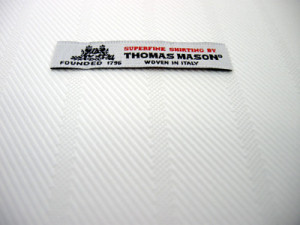 SUPERFINE SHIRTING BY
THOMAS MASON®
FOUNDED 1796
WOVEN IN ITALY